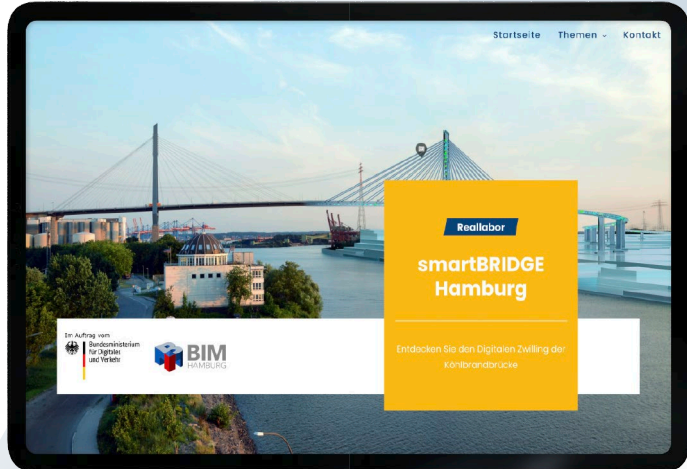 Startseite Themen Kontakt
Reallabor
smartBRIDGE
Hamburg
Entdecken Sie den Digitalen Zwilling der
Köhlbrandbrücke
Im Auftrag vom
Bundesministerium
für Digitales
und Verkehr
BIM
HAMBURG